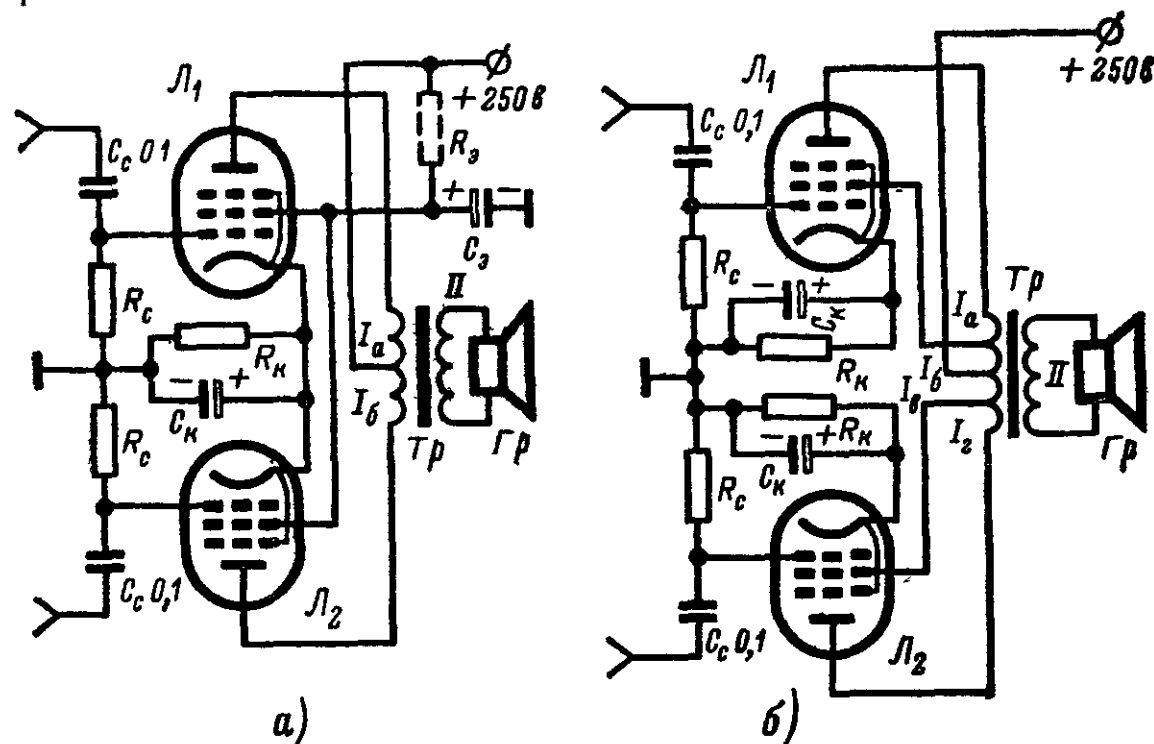 Л₁
+250 в
Cс 0 1
Rэ
+ –
Cэ
Rс
II
Iа
Rк
– +
Iб
Cк
Rс
Тр
Гр
Cс 0,1
Л₂
а)
Л₁
+250 в
Cс 0,1
Rс
– +
Cк
Тр
Iа
Rк
Iб
Iв
II
Rк
Iг
– +
Cк
Гр
Rс
Cс 0,1
Л₂
б)